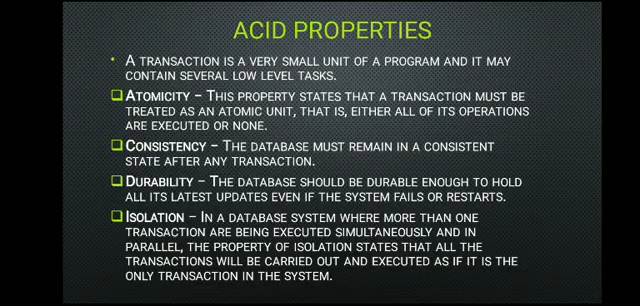 ACID PROPERTIES
• A TRANSACTION IS A VERY SMALL UNIT OF A PROGRAM AND IT MAY
CONTAIN SEVERAL LOW LEVEL TASKS.
❑ ATOMICITY – THIS PROPERTY STATES THAT A TRANSACTION MUST BE
TREATED AS AN ATOMIC UNIT, THAT IS, EITHER ALL OF ITS OPERATIONS
ARE EXECUTED OR NONE.
❑ CONSISTENCY – THE DATABASE MUST REMAIN IN A CONSISTENT
STATE AFTER ANY TRANSACTION.
❑ DURABILITY – THE DATABASE SHOULD BE DURABLE ENOUGH TO HOLD
ALL ITS LATEST UPDATES EVEN IF THE SYSTEM FAILS OR RESTARTS.
❑ ISOLATION – IN A DATABASE SYSTEM WHERE MORE THAN ONE
TRANSACTION ARE BEING EXECUTED SIMULTANEOUSLY AND IN
PARALLEL, THE PROPERTY OF ISOLATION STATES THAT ALL THE
TRANSACTIONS WILL BE CARRIED OUT AND EXECUTED AS IF IT IS THE
ONLY TRANSACTION IN THE SYSTEM.